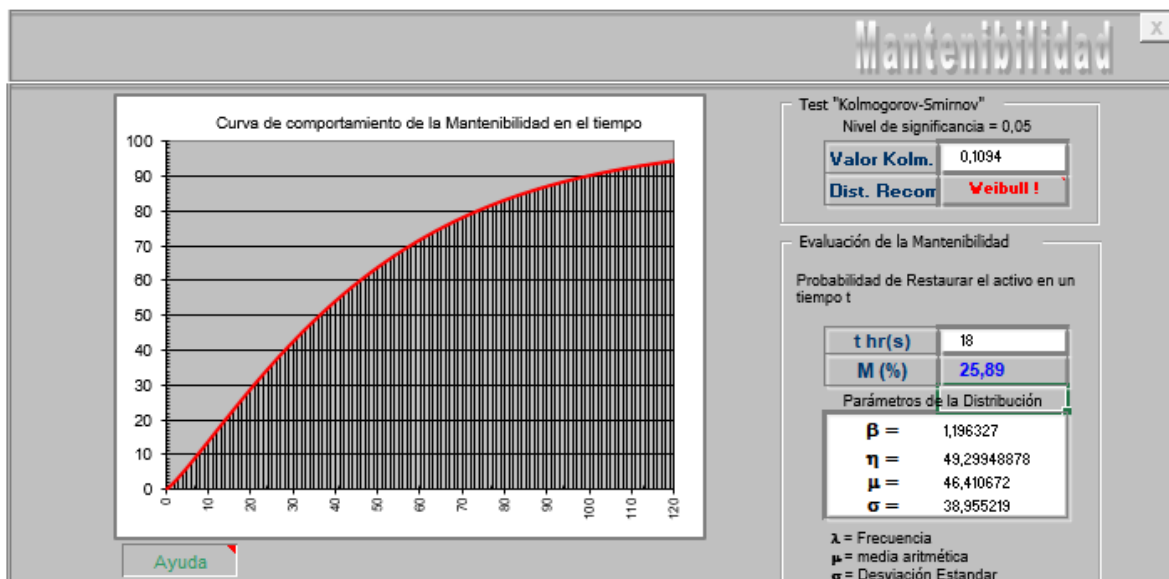 Mantenibilidad
X
Curva de comportamiento de la Mantenibilidad en el tiempo
100
90
80
70
60
50
40
30
20
10
0
0 10 20 30 40 50 60 70 80 90 100 110 120
Ayuda
Test "Kolmogorov-Smirnov"
Nivel de significancia = 0,05
Valor Kolm. 0,1094
Dist. Recom Weibull !
Evaluación de la Mantenibilidad
Probabilidad de Restaurar el activo en un
tiempo t
t hr(s) 18
M (%) 25,89
Parámetros de la Distribución
β = 1,196327
η = 49,29948878
μ = 46,410672
σ = 38,955219
λ = Frecuencia
μ = media aritmética
σ = Desviación Estandar